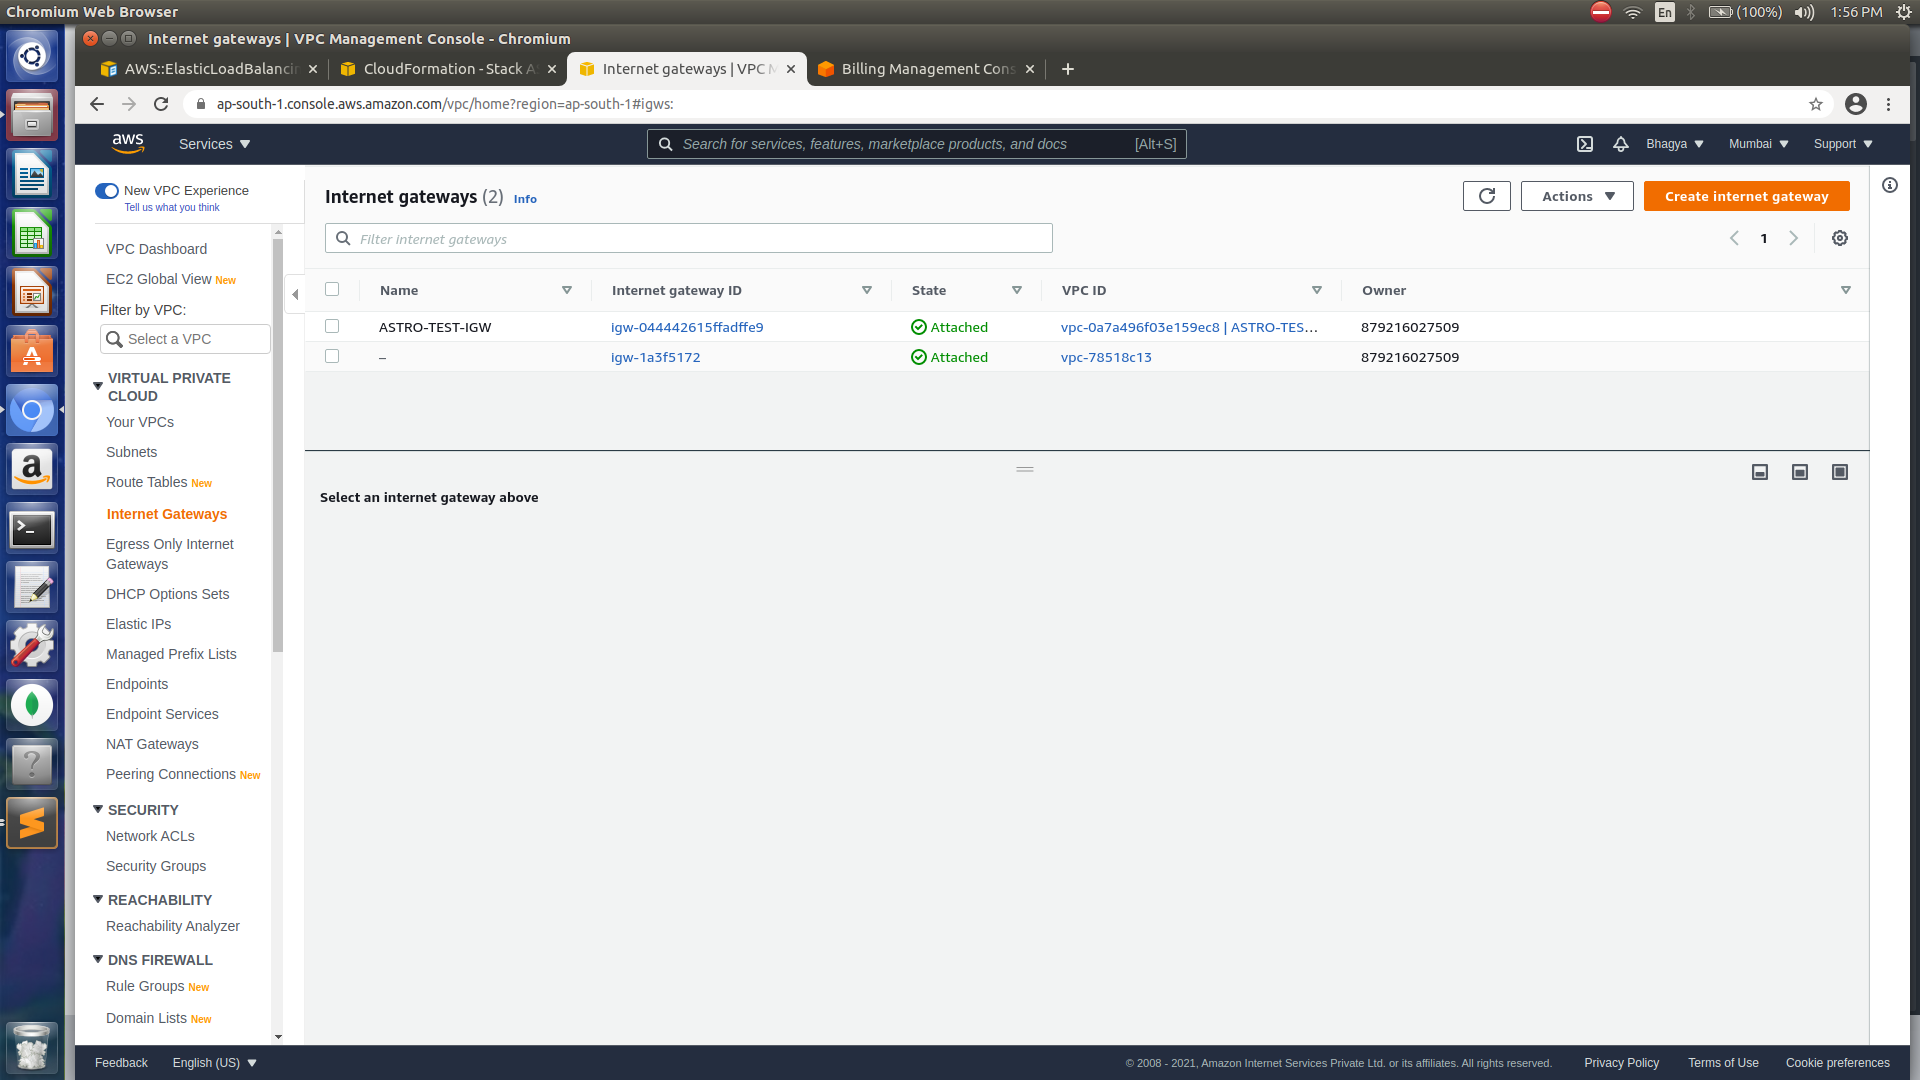 Chromium Web Browser
En
(100%)
1:56 PM
Internet gateways | VPC Management Console - Chromium
AWS::ElasticLoadBalancin
CloudFormation - Stack A
Internet gateways | VPC M
Billing Management Cons
ap-south-1.console.aws.amazon.com/vpc/home?region=ap-south-1#igws:
aws
Services
Search for services, features, marketplace products, and docs
[Alt+S]
Bhagya
Mumbai
Support
New VPC Experience
Tell us what you think
VPC Dashboard
EC2 Global View New
Filter by VPC:
Select a VPC
VIRTUAL PRIVATE
CLOUD
Your VPCs
Subnets
Route Tables New
Internet Gateways
Egress Only Internet
Gateways
DHCP Options Sets
Elastic IPs
Managed Prefix Lists
Endpoints
Endpoint Services
NAT Gateways
Peering Connections New
SECURITY
Network ACLs
Security Groups
REACHABILITY
Reachability Analyzer
DNS FIREWALL
Rule Groups New
Domain Lists New
Internet gateways (2) Info
Actions
Create internet gateway
Filter internet gateways
1
Name Internet gateway ID State VPC ID Owner
ASTRO-TEST-IGW igw-044442615ffadffe9 Attached vpc-0a7a496f03e159ec8 | ASTRO-TES... 879216027509
– igw-1a3f5172 Attached vpc-78518c13 879216027509
Select an internet gateway above
Feedback
English (US)
© 2008 - 2021, Amazon Internet Services Private Ltd. or its affiliates. All rights reserved.
Privacy Policy
Terms of Use
Cookie preferences